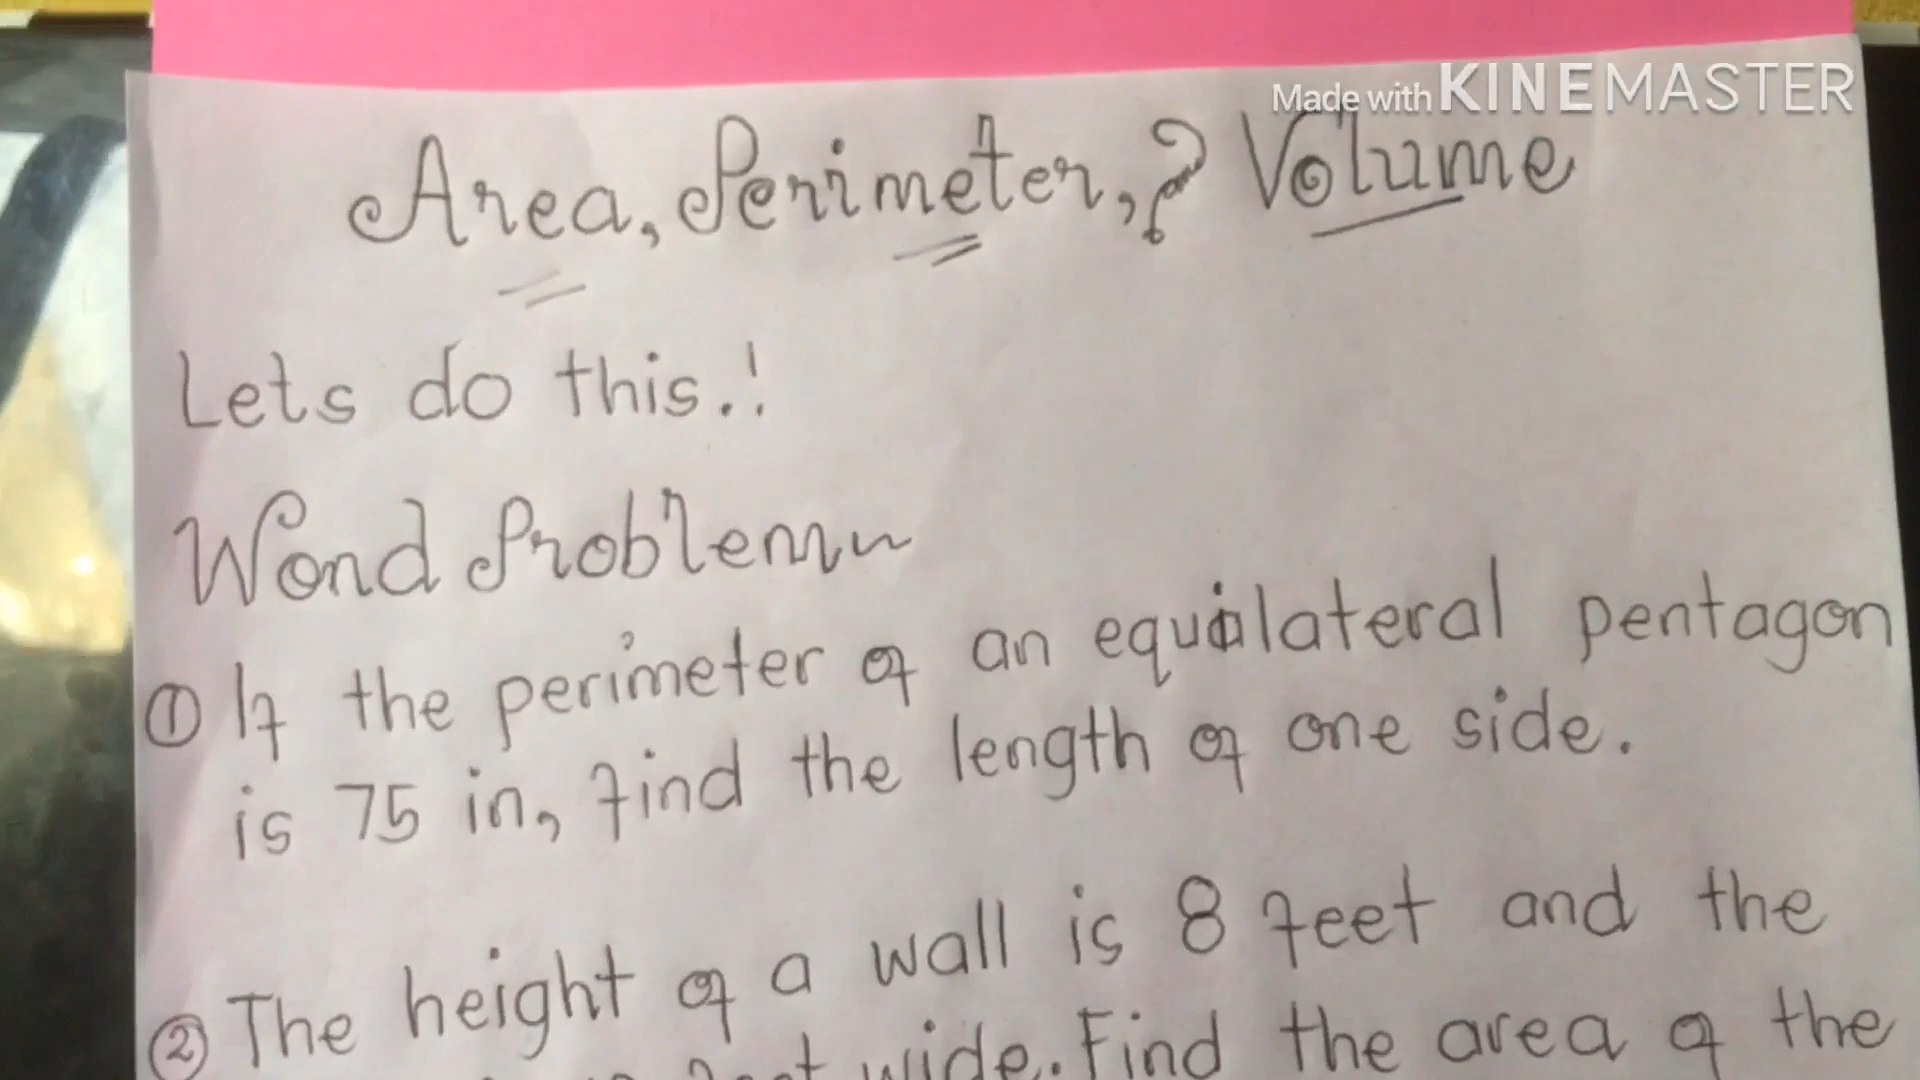 Made with KINEMASTER
Area, Perimeter, & Volume
Lets do this.!
Word Problem
① If the perimeter of an equilateral pentagon
is 75 in, find the length of one side.
② The height of a wall is 8 feet and the
feet wide. Find the area of the